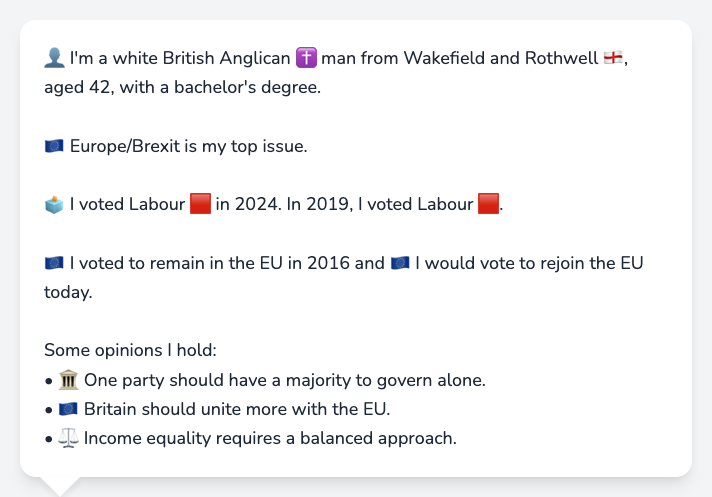 👤 I'm a white British Anglican ✝️ man from Wakefield and Rothwell 🏴󠁧󠁢󠁥󠁮󠁧󠁿,
aged 42, with a bachelor's degree.
🇪🇺 Europe/Brexit is my top issue.
🗳️ I voted Labour 🟥 in 2024. In 2019, I voted Labour 🟥.
🇪🇺 I voted to remain in the EU in 2016 and 🇪🇺 I would vote to rejoin the EU
today.
Some opinions I hold:
• 🏛️ One party should have a majority to govern alone.
• 🇪🇺 Britain should unite more with the EU.
• ⚖️ Income equality requires a balanced approach.